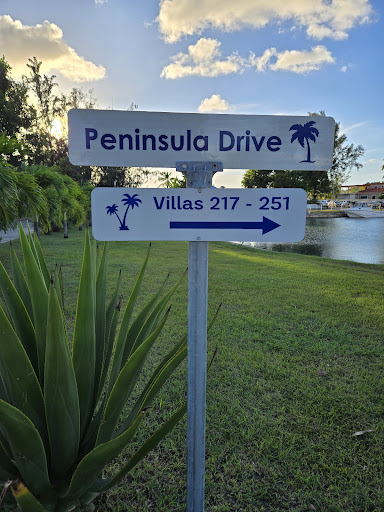 Peninsula Drive
Villas 217 - 251